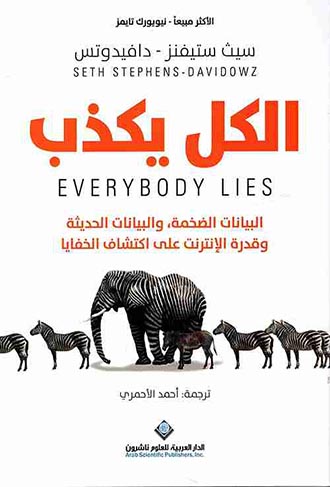 الأكثر مبيعاً - نيويورك تايمز
سيث ستيفنز - دافيدوتس
SETH STEPHENS-DAVIDOWZ
الكل يكذب
EVERYBODY LIES
البيانات الضخمة، والبيانات الحديثة
وقدرة الإنترنت على اكتشاف الخفايا
ترجمة: أحمد الأحمري
الدار العربية للعلوم ناشرون
Arab Scientific Publishers, Inc.